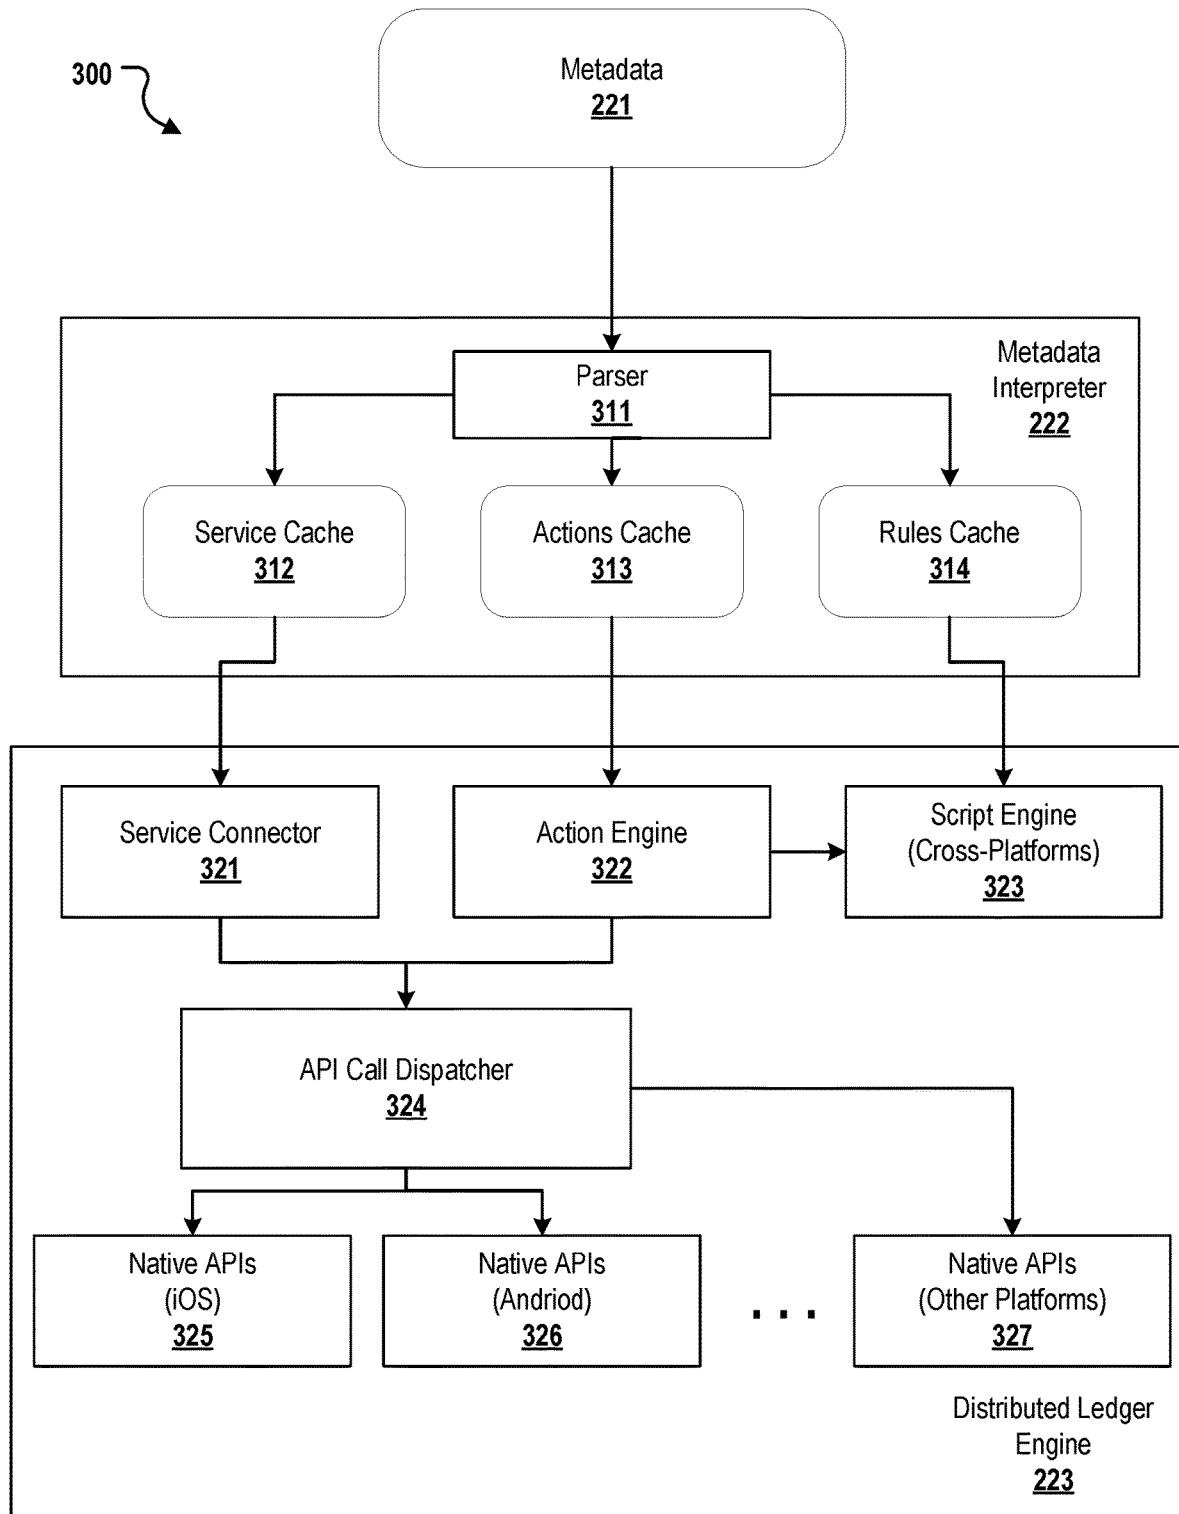 300
Metadata
221
Metadata
Interpreter
222
Parser
311
Service Cache
312
Actions Cache
313
Rules Cache
314
Service Connector
321
Action Engine
322
Script Engine
(Cross-Platforms)
323
API Call Dispatcher
324
Native APIs
(iOS)
325
Native APIs
(Andriod)
326
. . .
Native APIs
(Other Platforms)
327
Distributed Ledger
Engine
223